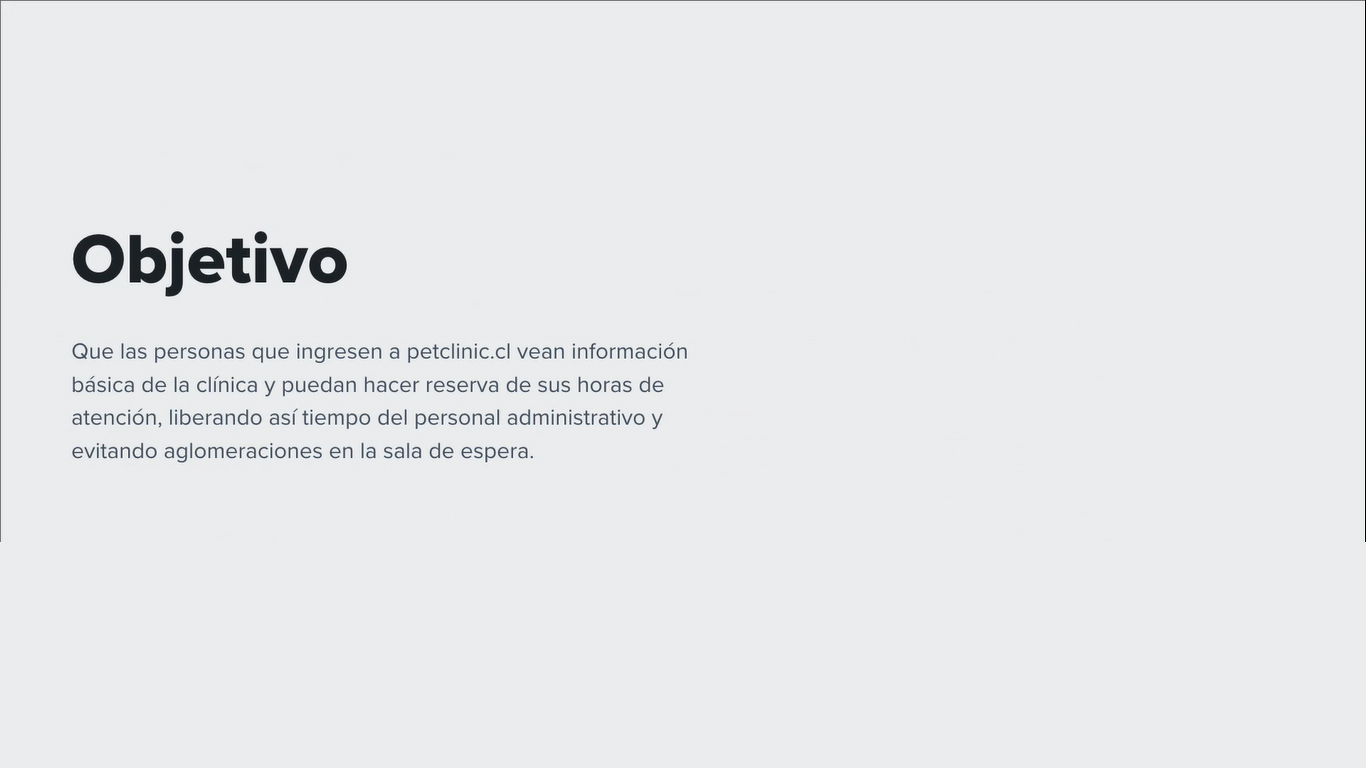 Objetivo
Que las personas que ingresen a petclinic.cl vean información
básica de la clínica y puedan hacer reserva de sus horas de
atención, liberando así tiempo del personal administrativo y
evitando aglomeraciones en la sala de espera.